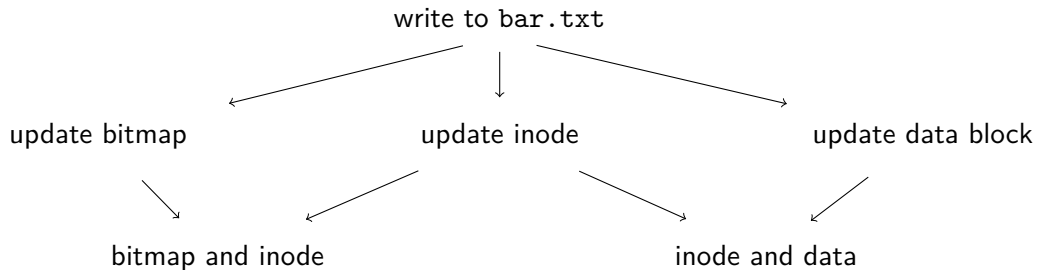 write to bar.txt
update bitmap update inode update data block
bitmap and inode inode and data